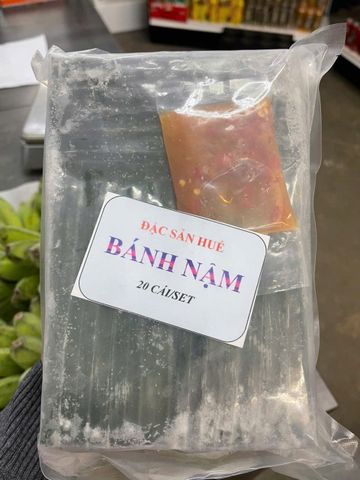 ĐẶC SẢN HUẾ
BÁNH NẬM
20 CÁI/SET